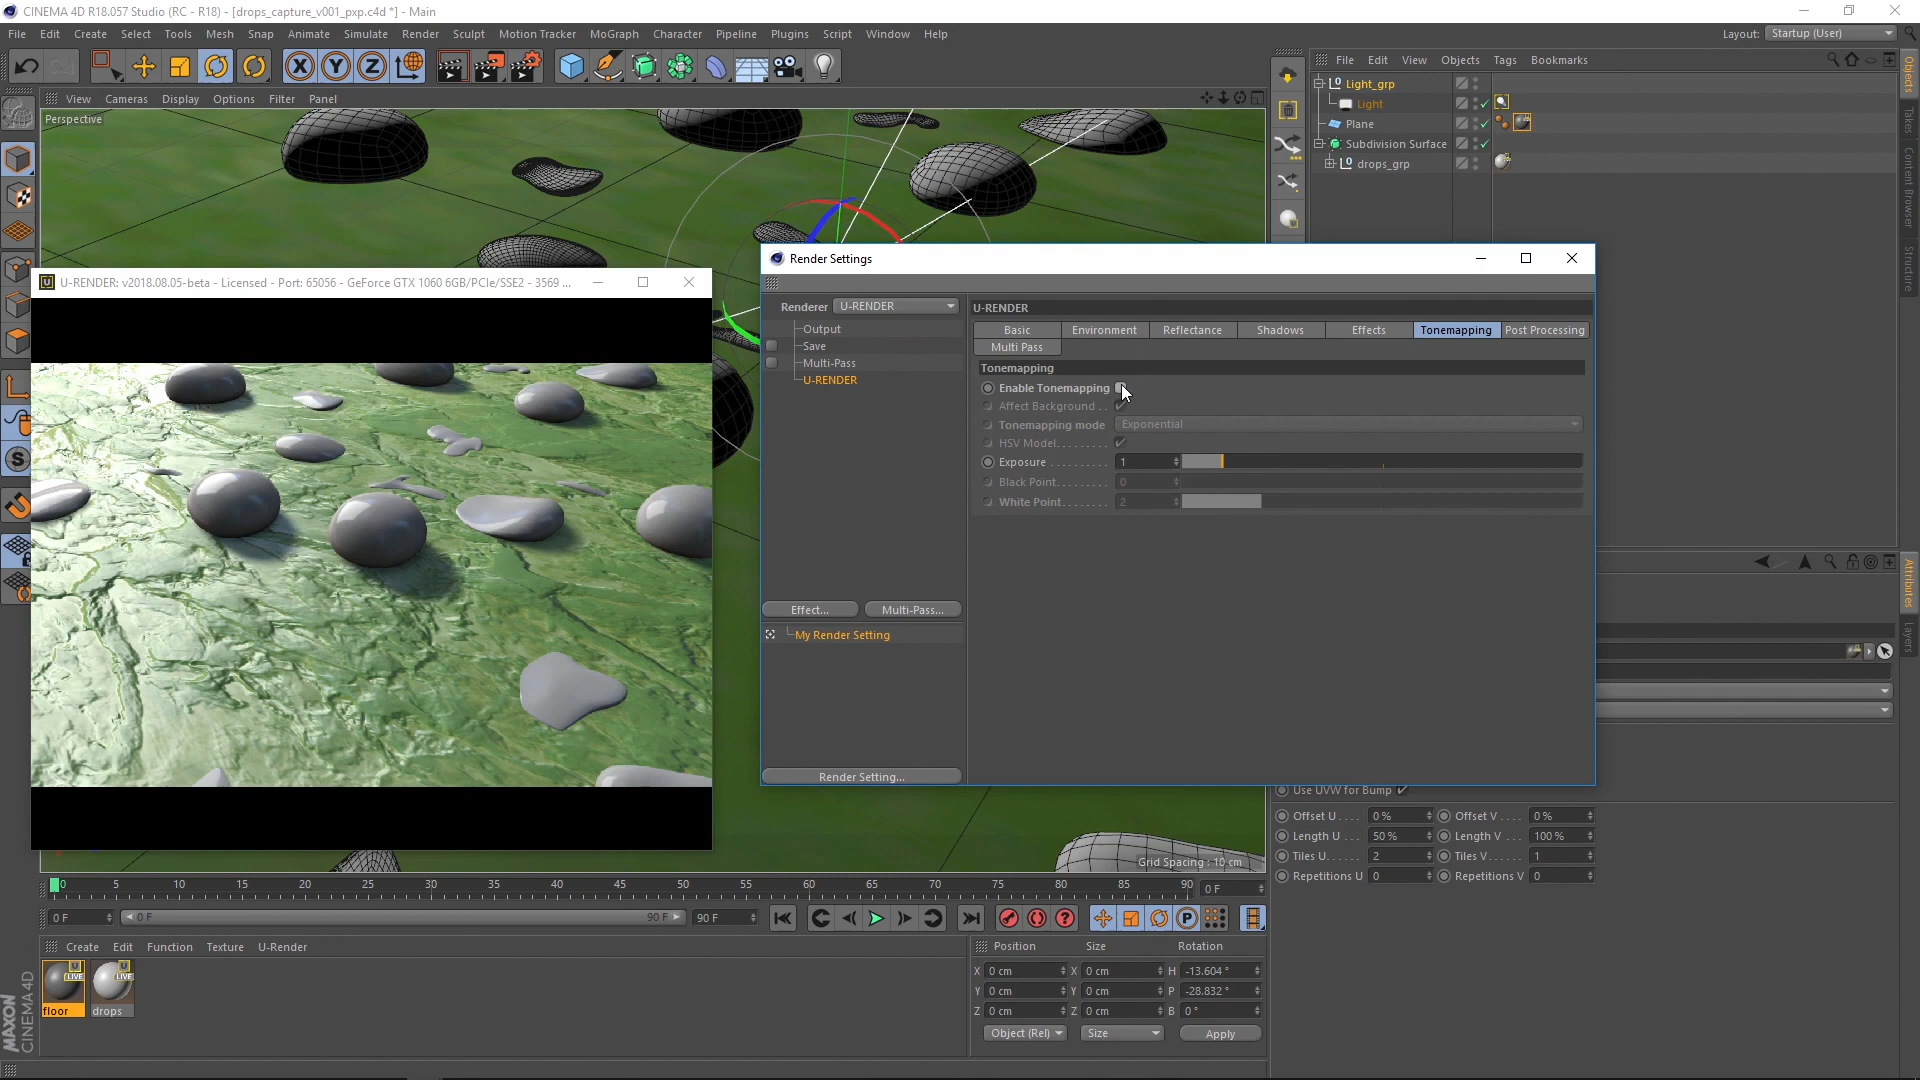 CINEMA 4D R18.057 Studio (RC - R18) - [drops_capture_v001_pxp.c4d *] - Main
File Edit Create Select Tools Mesh Snap Animate Simulate Render Sculpt Motion Tracker MoGraph Character Pipeline Plugins Script Window Help
Layout: Startup (User)
View Cameras Display Options Filter Panel
Perspective
File Edit View Objects Tags Bookmarks
Light_grp
Light
Plane
Subdivision Surface
drops_grp
Objects
Takes
Content Browser
Structure
U-RENDER: v2018.08.05-beta - Licensed - Port: 65056 - GeForce GTX 1060 6GB/PCIe/SSE2 - 3569 ...
Render Settings
Renderer U-RENDER
Output
Save
Multi-Pass
U-RENDER
Effect... Multi-Pass...
My Render Setting
Render Setting...
U-RENDER
Basic Environment Reflectance Shadows Effects Tonemapping Post Processing
Multi Pass
Tonemapping
Enable Tonemapping
Affect Background . .
Tonemapping mode Exponential
HSV Model. . . . . . . . .
Exposure . . . . . . . . . . 1
Black Point. . . . . . . . . 0
White Point. . . . . . . . 2
Attributes
Layers
Use UVW for Bump
Offset U . . . . 0 % Offset V . . . . 0 %
Length U . . . 50 % Length V . . . 100 %
Tiles U. . . . . . 2 Tiles V. . . . . . 1
Repetitions U 0 Repetitions V 0
Grid Spacing : 10 cm
0 5 10 15 20 25 30 35 40 45 50 55 60 65 70 75 80 85 90 0 F
0 F 0 F 90 F 90 F
Create Edit Function Texture U-Render
LIVE LIVE
floor drops
MAXON
CINEMA 4D
Position Size Rotation
X 0 cm X 0 cm H -13.604 °
Y 0 cm Y 0 cm P -28.832 °
Z 0 cm Z 0 cm B 0 °
Object (Rel) Size Apply